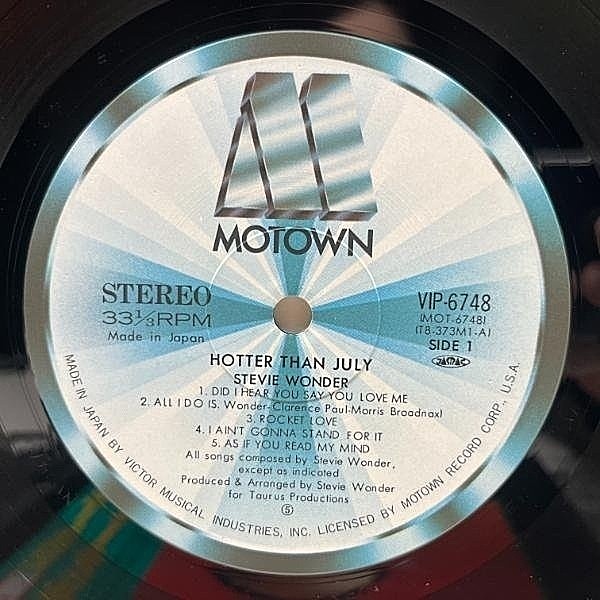 M
MOTOWN
STEREO
33⅓RPM
Made in Japan
VIP-6748
(MOT-6748)
(T8-373M1-A)
SIDE 1
JASRAC
HOTTER THAN JULY
STEVIE WONDER
1. DID I HEAR YOU SAY YOU LOVE ME
2. ALL I DO (S. Wonder-Clarence Paul-Morris Broadnax)
3. ROCKET LOVE
4. I AIN'T GONNA STAND FOR IT
5. AS IF YOU READ MY MIND
All songs composed by Stevie Wonder,
except as indicated
Produced & Arranged by Stevie Wonder
for Taurus Productions
⑤
MADE IN JAPAN BY VICTOR MUSICAL INDUSTRIES, INC. LICENSED BY MOTOWN RECORD CORP., U.S.A.